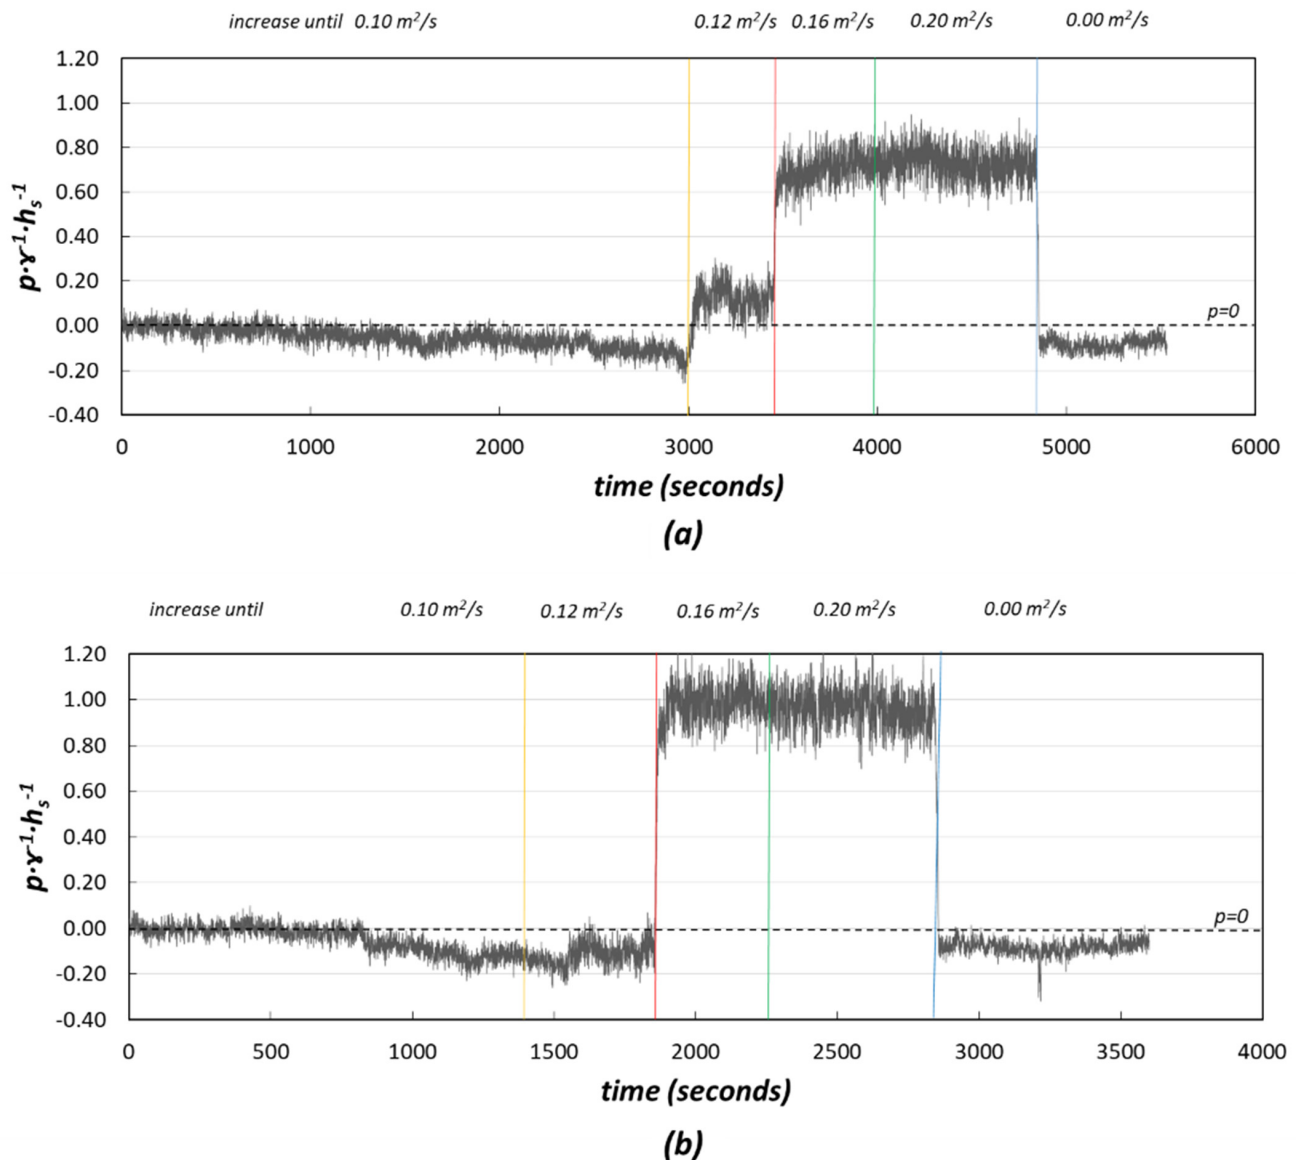 increase until 0.10 m²/s 0.12 m²/s 0.16 m²/s 0.20 m²/s 0.00 m²/s
1.20
1.00
0.80
0.60
0.40
0.20
0.00
-0.20
-0.40
p·γ⁻¹·hₛ⁻¹
p=0
0 1000 2000 3000 4000 5000 6000
time (seconds)
(a)
increase until 0.10 m²/s 0.12 m²/s 0.16 m²/s 0.20 m²/s 0.00 m²/s
1.20
1.00
0.80
0.60
0.40
0.20
0.00
-0.20
-0.40
p·γ⁻¹·hₛ⁻¹
p=0
0 500 1000 1500 2000 2500 3000 3500 4000
time (seconds)
(b)